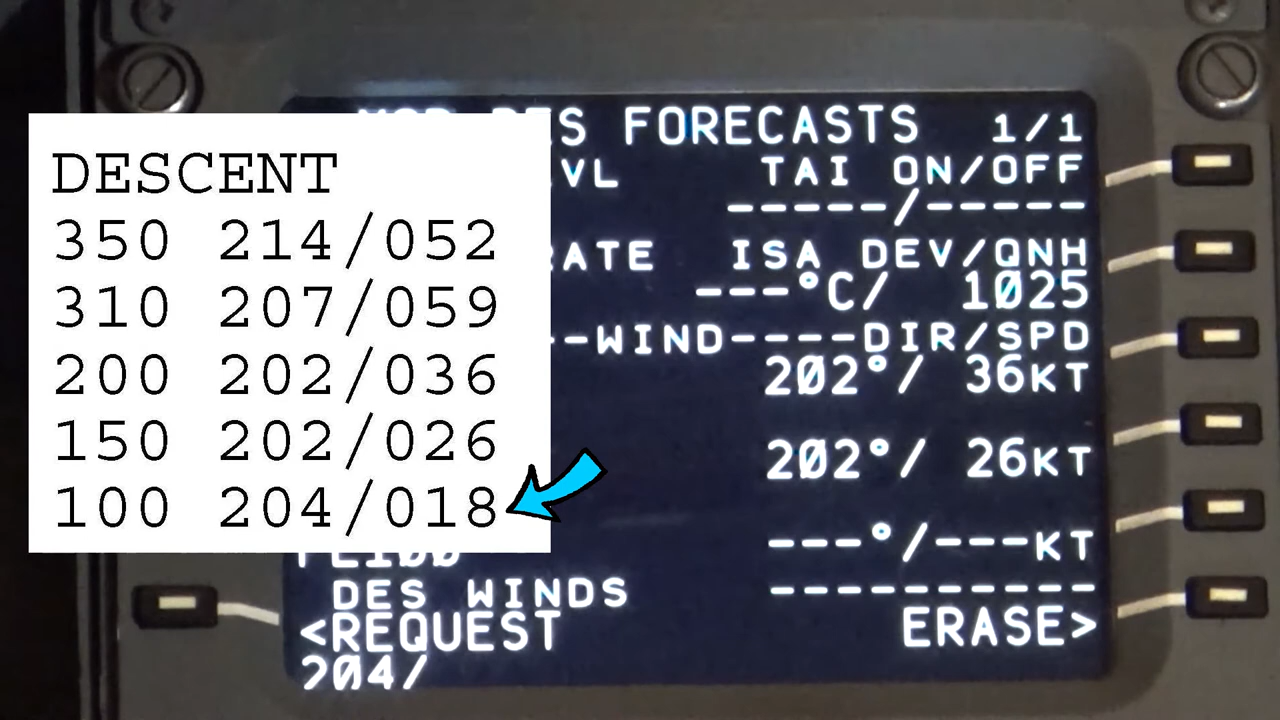 DES FORECASTS 1/1
DESCENT
350 214/052
310 207/059
200 202/036
150 202/026
100 204/018
VL TAI ON/OFF
-----/-----
RATE ISA DEV/QNH
---°C/ 1025
--WIND----DIR/SPD
202°/ 36KT
202°/ 26KT
FL100 ---°/---KT
DES WINDS ----------
<REQUEST ERASE>
204/